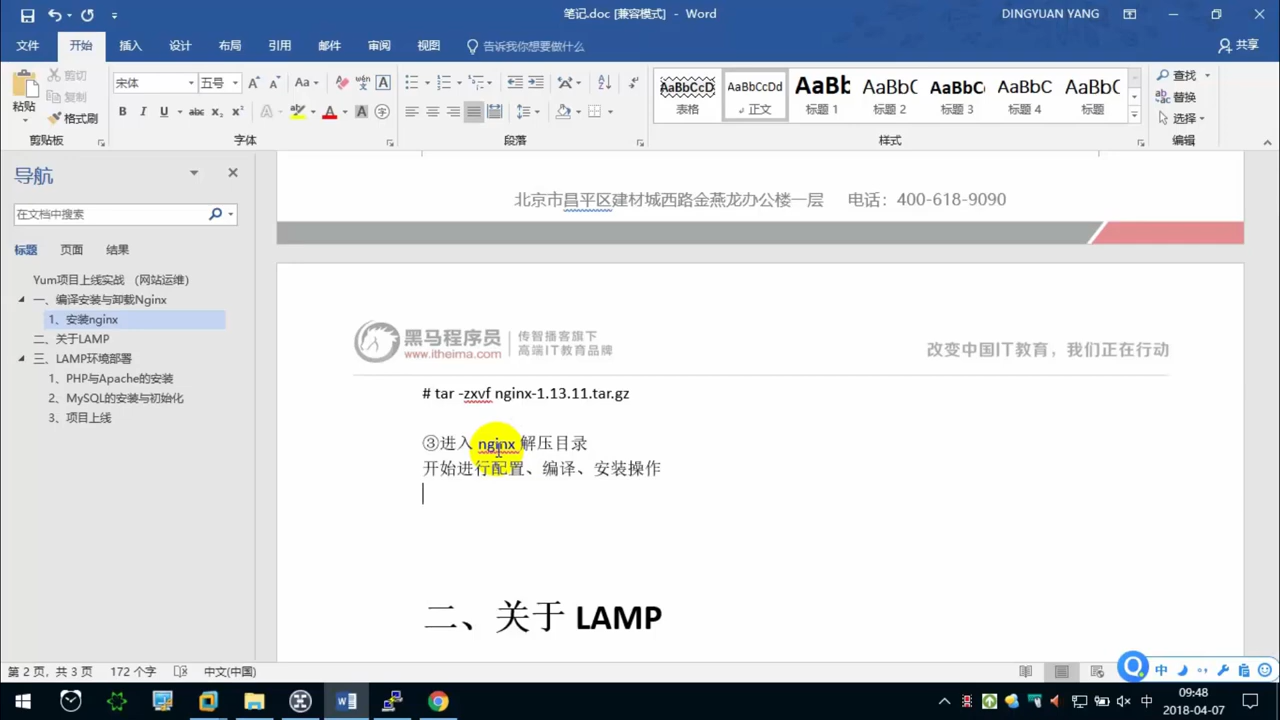 笔记.doc [兼容模式] - Word
DINGYUAN YANG
文件 开始 插入 设计 布局 引用 邮件 审阅 视图 告诉我你想要做什么 共享
粘贴 剪切 复制 格式刷
宋体 五号
AaBbCcD 表格
AaBbCcDd 正文
AaBb 标题 1
AaBbC 标题 2
AaBbC 标题 3
AaBbC 标题 4
AaBbC 标题
查找
替换
选择
剪贴板 字体 段落 样式 编辑
导航
在文档中搜索
标题 页面 结果
Yum项目上线实战 （网站运维）
一、编译安装与卸载Nginx
1、安装nginx
二、关于LAMP
三、LAMP环境部署
1、PHP与Apache的安装
2、MySQL的安装与初始化
3、项目上线
北京市昌平区建材城西路金燕龙办公楼一层 电话：400-618-9090
黑马程序员
www.itheima.com
传智播客旗下
高端IT教育品牌
改变中国IT教育，我们正在行动
# tar -zxvf nginx-1.13.11.tar.gz
③进入 nginx 解压目录
开始进行配置、编译、安装操作
二、关于 LAMP
第 2 页，共 3 页 172 个字 中文(中国)
中
中
09:48
2018-04-07